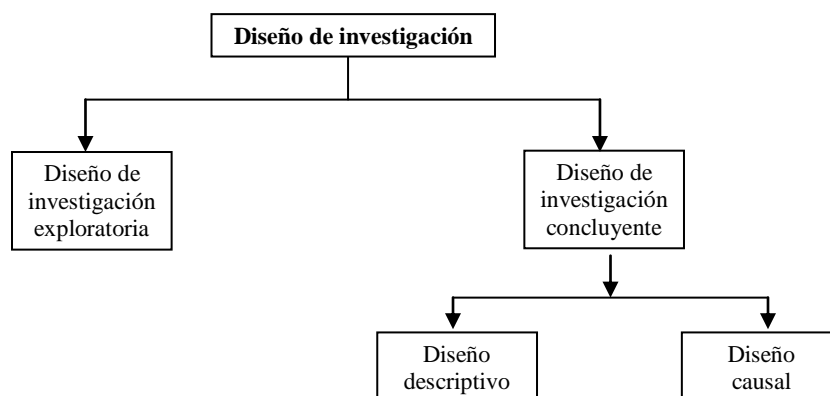 Diseño de investigación
Diseño de
investigación
exploratoria
Diseño de
investigación
concluyente
Diseño
descriptivo
Diseño
causal